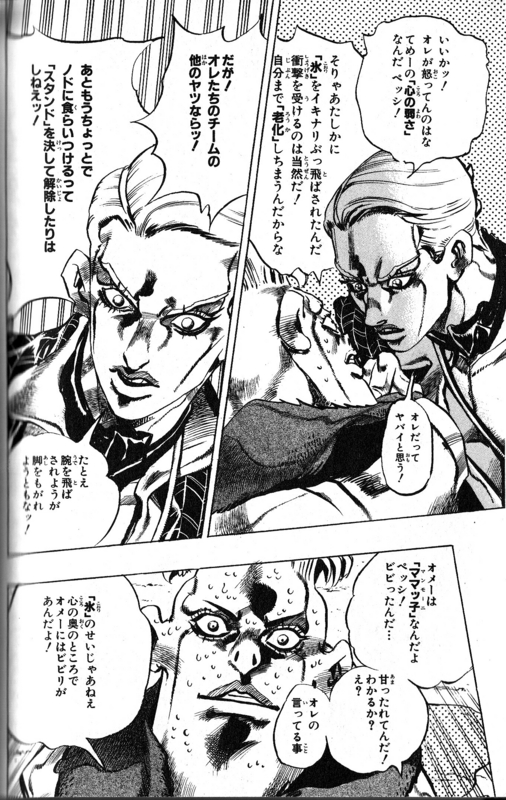 いいかッ！
オレが怒ってんのはな
てめーの「心の弱さ」
なんだ ペッシ！
そりゃあたしかに
「氷」をイキナリぶっ飛ばされたんだ
衝撃を受けるのは当然だ！
自分まで「老化」しちまうんだからな
オレだって
ヤバイと思う！
だが！
オレたちのチームの
他のヤツならッ！
あともうちょっとで
ノドに食らいつけるって
「スタンド」を決して解除したりは
しねえッ！
たとえ
腕を飛ば
されようが
脚をもがれ
ようともなッ！
オメーは
「ママッ子」なんだよ
マンモーニ
ペッシ！
ビビったんだ…
甘ったれてんだ！
わかるか？
え？
オレの
言ってる事
「氷」のせいじゃあねえ
心の奥のところで
オメーにはビビリが
あんだよ！